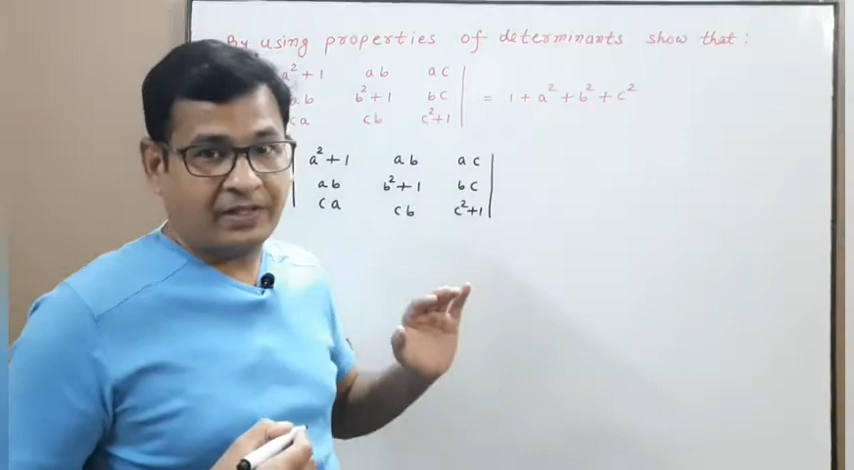 By using properties of determinants show that :
a²+1 ab ac |
ab b²+1 bc | = 1 + a² + b² + c²
ca cb c²+1 |
a²+1 ab ac |
| ab b²+1 bc |
| ca cb c²+1 |